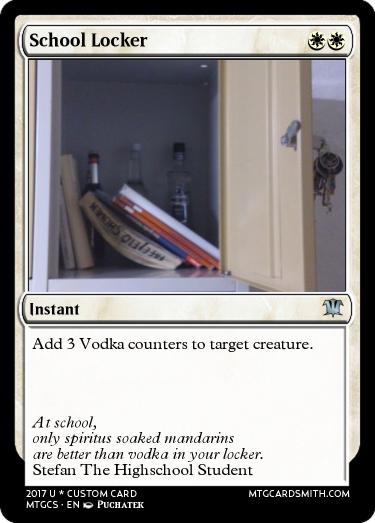 School Locker
Instant
Add 3 Vodka counters to target creature.
At school,
only spiritus soaked mandarins
are better than vodka in your locker.
Stefan The Highschool Student
2017 U * CUSTOM CARD
MTGCARDSMITH.COM
MTGCS · EN PUCHATEK